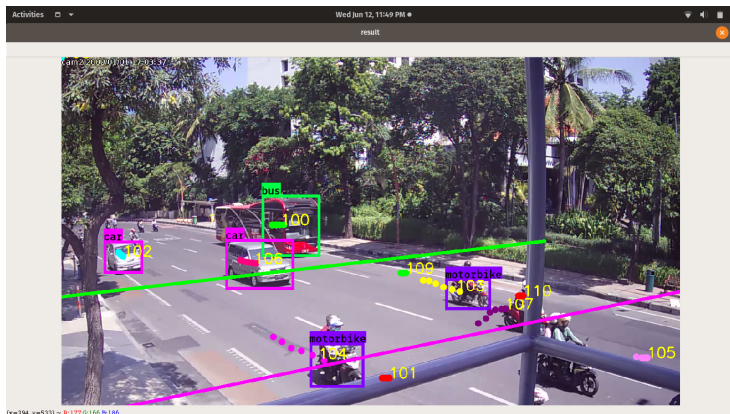 Activities
Wed Jun 12, 11:49 PM
result
bus
100
car
102
car
106
109
motorbike
103
110
107
motorbike
104
105
101